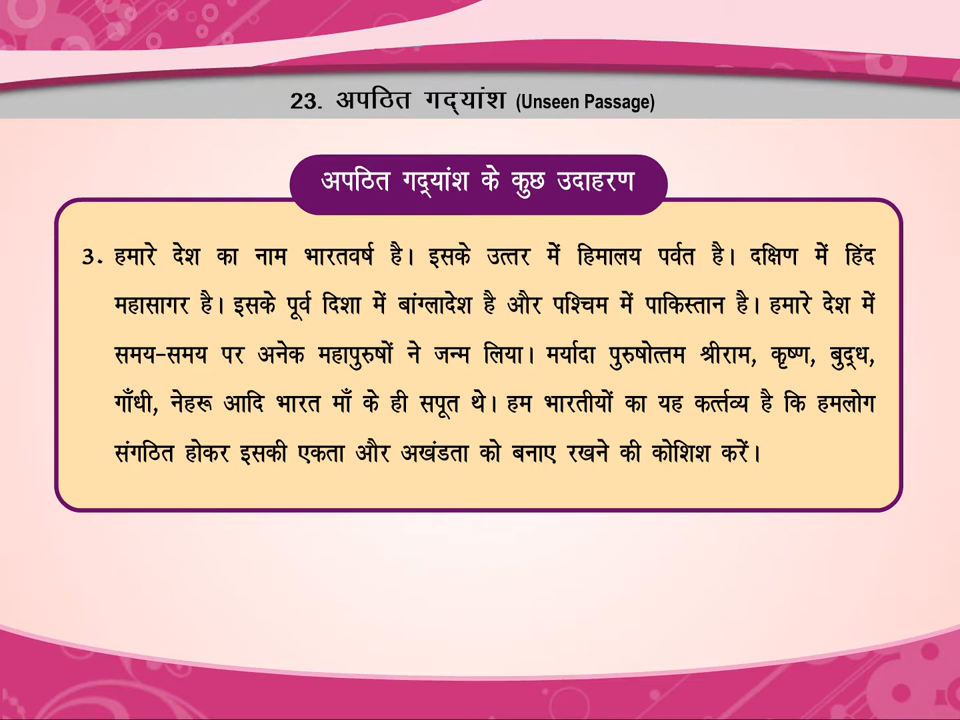 23. अपठित गद्‌यांश (Unseen Passage)
अपठित गद्‌यांश के कुछ उदाहरण
3. हमारे देश का नाम भारतवर्ष है। इसके उत्तर में हिमालय पर्वत है। दक्षिण में हिंद
महासागर है। इसके पूर्व दिशा में बांग्लादेश है और पश्चिम में पाकिस्तान है। हमारे देश में
समय-समय पर अनेक महापुरुषों ने जन्म लिया। मर्यादा पुरुषोत्तम श्रीराम, कृष्ण, बुद्‌ध,
गाँधी, नेहरू आदि भारत माँ के ही सपूत थे। हम भारतीयों का यह कर्त्तव्य है कि हमलोग
संगठित होकर इसकी एकता और अखंडता को बनाए रखने की कोशिश करें।